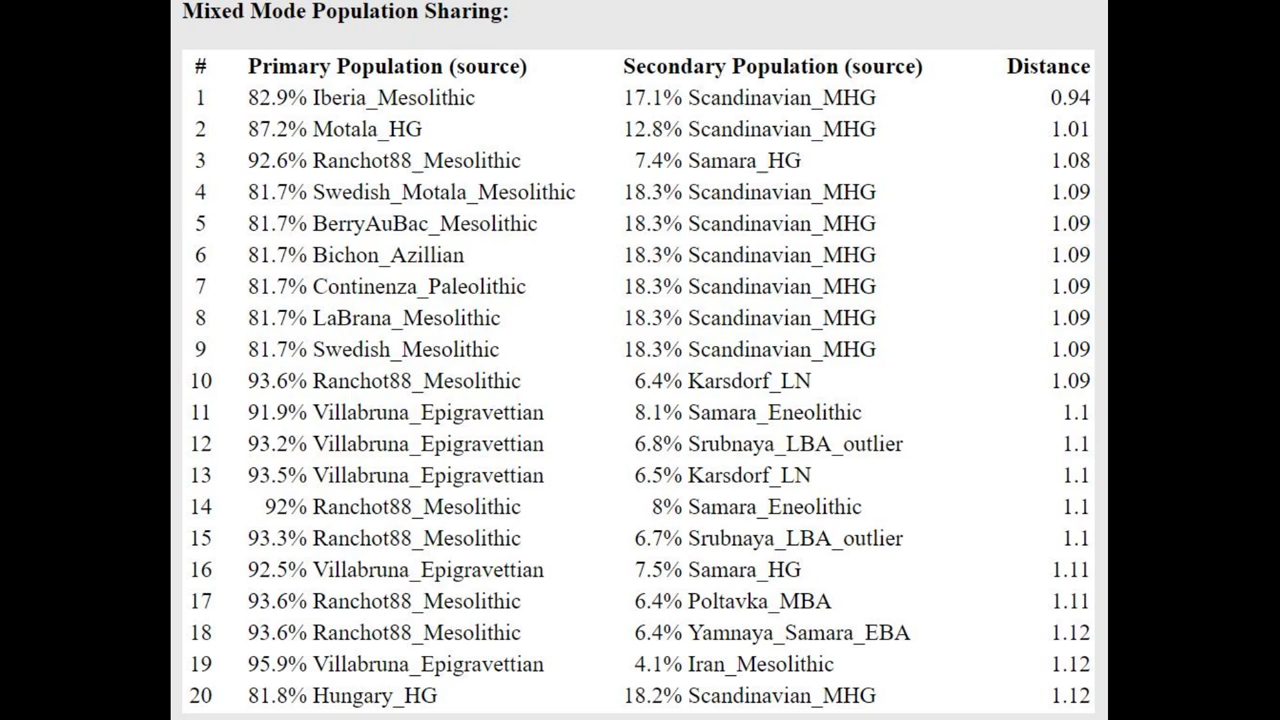 Mixed Mode Population Sharing:
# Primary Population (source) Secondary Population (source) Distance
1 82.9% Iberia_Mesolithic 17.1% Scandinavian_MHG 0.94
2 87.2% Motala_HG 12.8% Scandinavian_MHG 1.01
3 92.6% Ranchot88_Mesolithic 7.4% Samara_HG 1.08
4 81.7% Swedish_Motala_Mesolithic 18.3% Scandinavian_MHG 1.09
5 81.7% BerryAuBac_Mesolithic 18.3% Scandinavian_MHG 1.09
6 81.7% Bichon_Azillian 18.3% Scandinavian_MHG 1.09
7 81.7% Continenza_Paleolithic 18.3% Scandinavian_MHG 1.09
8 81.7% LaBrana_Mesolithic 18.3% Scandinavian_MHG 1.09
9 81.7% Swedish_Mesolithic 18.3% Scandinavian_MHG 1.09
10 93.6% Ranchot88_Mesolithic 6.4% Karsdorf_LN 1.09
11 91.9% Villabruna_Epigravettian 8.1% Samara_Eneolithic 1.1
12 93.2% Villabruna_Epigravettian 6.8% Srubnaya_LBA_outlier 1.1
13 93.5% Villabruna_Epigravettian 6.5% Karsdorf_LN 1.1
14 92% Ranchot88_Mesolithic 8% Samara_Eneolithic 1.1
15 93.3% Ranchot88_Mesolithic 6.7% Srubnaya_LBA_outlier 1.1
16 92.5% Villabruna_Epigravettian 7.5% Samara_HG 1.11
17 93.6% Ranchot88_Mesolithic 6.4% Poltavka_MBA 1.11
18 93.6% Ranchot88_Mesolithic 6.4% Yamnaya_Samara_EBA 1.12
19 95.9% Villabruna_Epigravettian 4.1% Iran_Mesolithic 1.12
20 81.8% Hungary_HG 18.2% Scandinavian_MHG 1.12